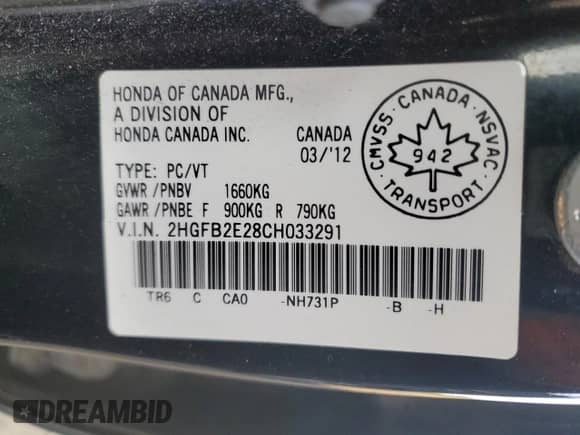 HONDA OF CANADA MFG.,
A DIVISION OF
HONDA CANADA INC. CANADA
03/'12
TYPE: PC/VT
GVWR /PNBV 1660KG
GAWR /PNBE F 900KG R 790KG
V.I.N. 2HGFB2E28CH033291
TR6 C CA0 -NH731P -B -H
CMVSS · CANADA · NSVAC
942
TRANSPORT
DREAMBID